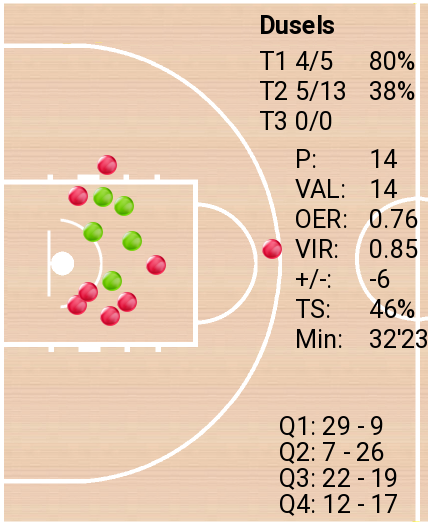 Dusels
T1 4/5 80%
T2 5/13 38%
T3 0/0
P: 14
VAL: 14
OER: 0.76
VIR: 0.85
+/-: -6
TS: 46%
Min: 32'23
Q1: 29 - 9
Q2: 7 - 26
Q3: 22 - 19
Q4: 12 - 17